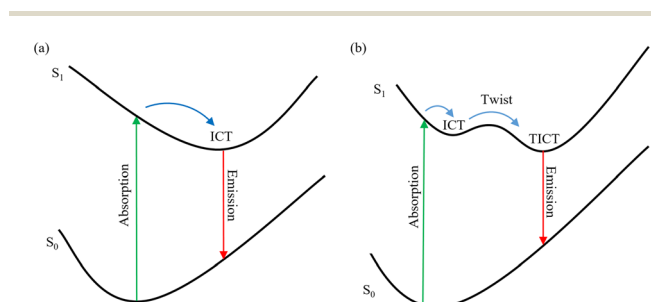 (a)
S1
ICT
Absorption
Emission
S0
(b)
S1
Twist
ICT
TICT
Absorption
Emission
S0